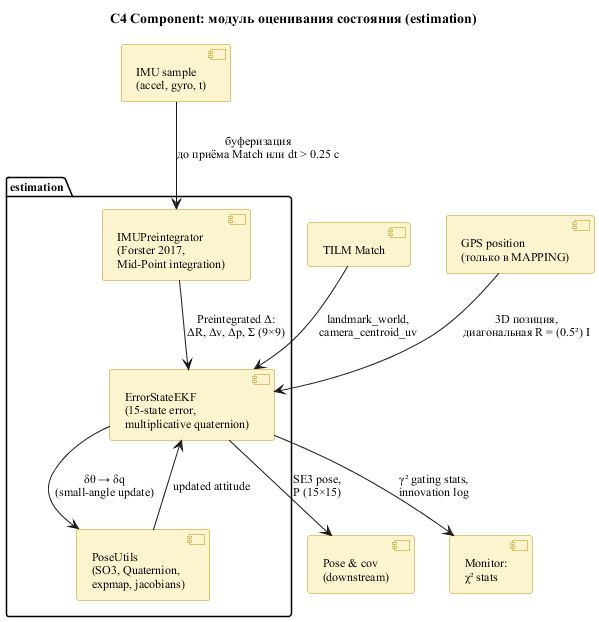 C4 Component: модуль оценивания состояния (estimation)
IMU sample
(accel, gyro, t)
буферизация
до приёма Match или dt > 0.25 с
estimation
IMUPreintegrator
(Forster 2017,
Mid-Point integration)
TILM Match
GPS position
(только в MAPPING)
Preintegrated Δ:
ΔR, Δv, Δp, Σ (9×9)
landmark_world,
camera_centroid_uv
3D позиция,
диагональная R = (0.5²) I
ErrorStateEKF
(15-state error,
multiplicative quaternion)
δθ → δq
(small-angle update)
updated attitude
SE3 pose,
P (15×15)
γ² gating stats,
innovation log
PoseUtils
(SO3, Quaternion,
expmap, jacobians)
Pose & cov
(downstream)
Monitor:
χ² stats